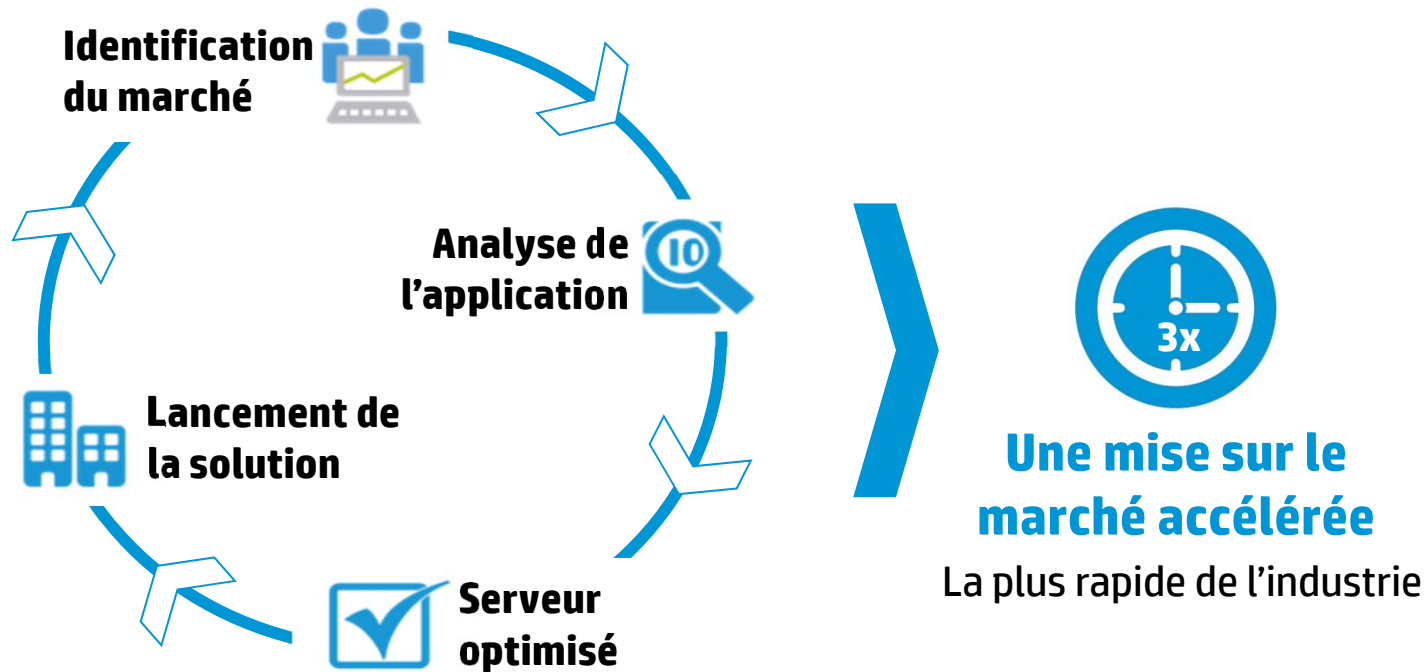 Identification
du marché
Analyse de
l’application
IO
Lancement de
la solution
Serveur
optimisé
3x
Une mise sur le
marché accélérée
La plus rapide de l’industrie